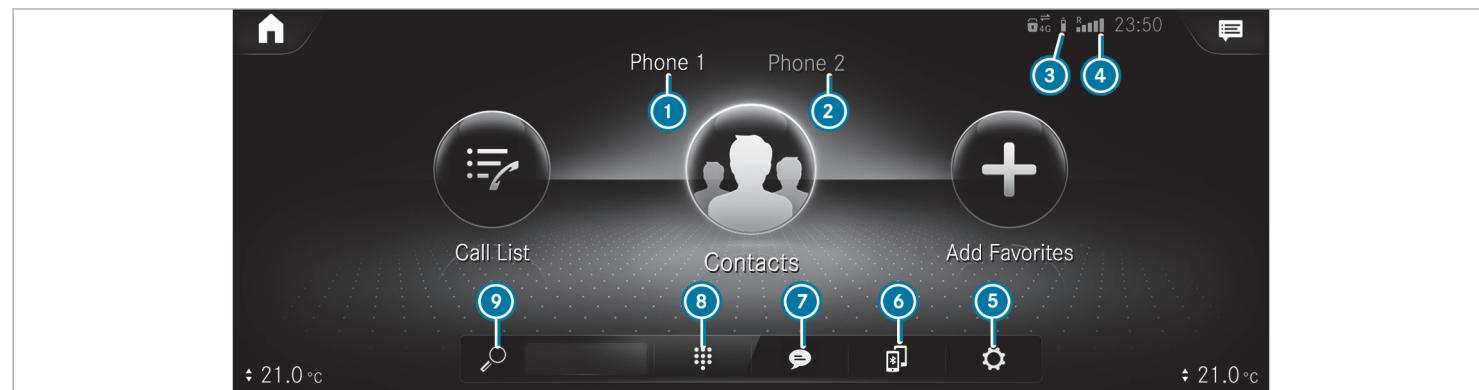 4G R 23:50
Phone 1 Phone 2
3 4
1 2
Call List Contacts Add Favorites
9 8 7 6 5
21.0 °C 21.0 °C